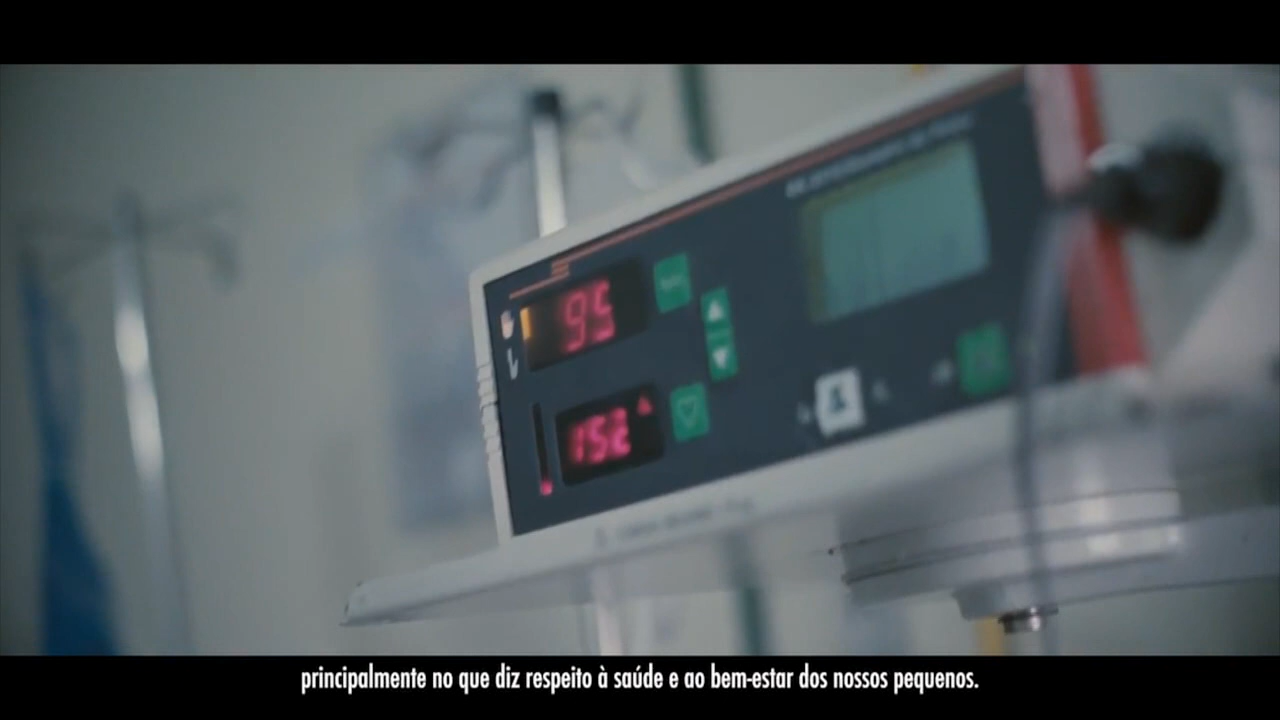 95
152
principalmente no que diz respeito à saúde e ao bem-estar dos nossos pequenos.